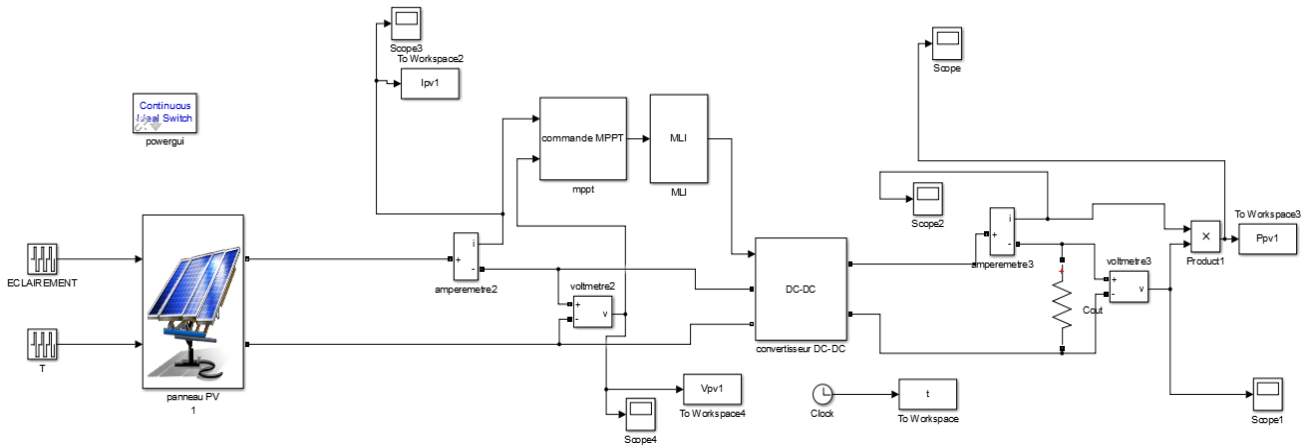 Scope3
To Workspace2
Ipv1
Scope
Continuous
Ideal Switch
powergui
commande MPPT
mppt
MLI
MLI
Scope2
i
+
-
amperemetre3
To Workspace3
Ppv1
×
Product1
ECLAIREMENT
T
panneau PV
1
i
+
-
amperemetre2
voltmetre2
+
-
v
DC-DC
convertisseur DC-DC
+
Cout
voltmetre3
+
-
v
Vpv1
To Workspace4
Scope4
Clock
t
To Workspace
Scope1